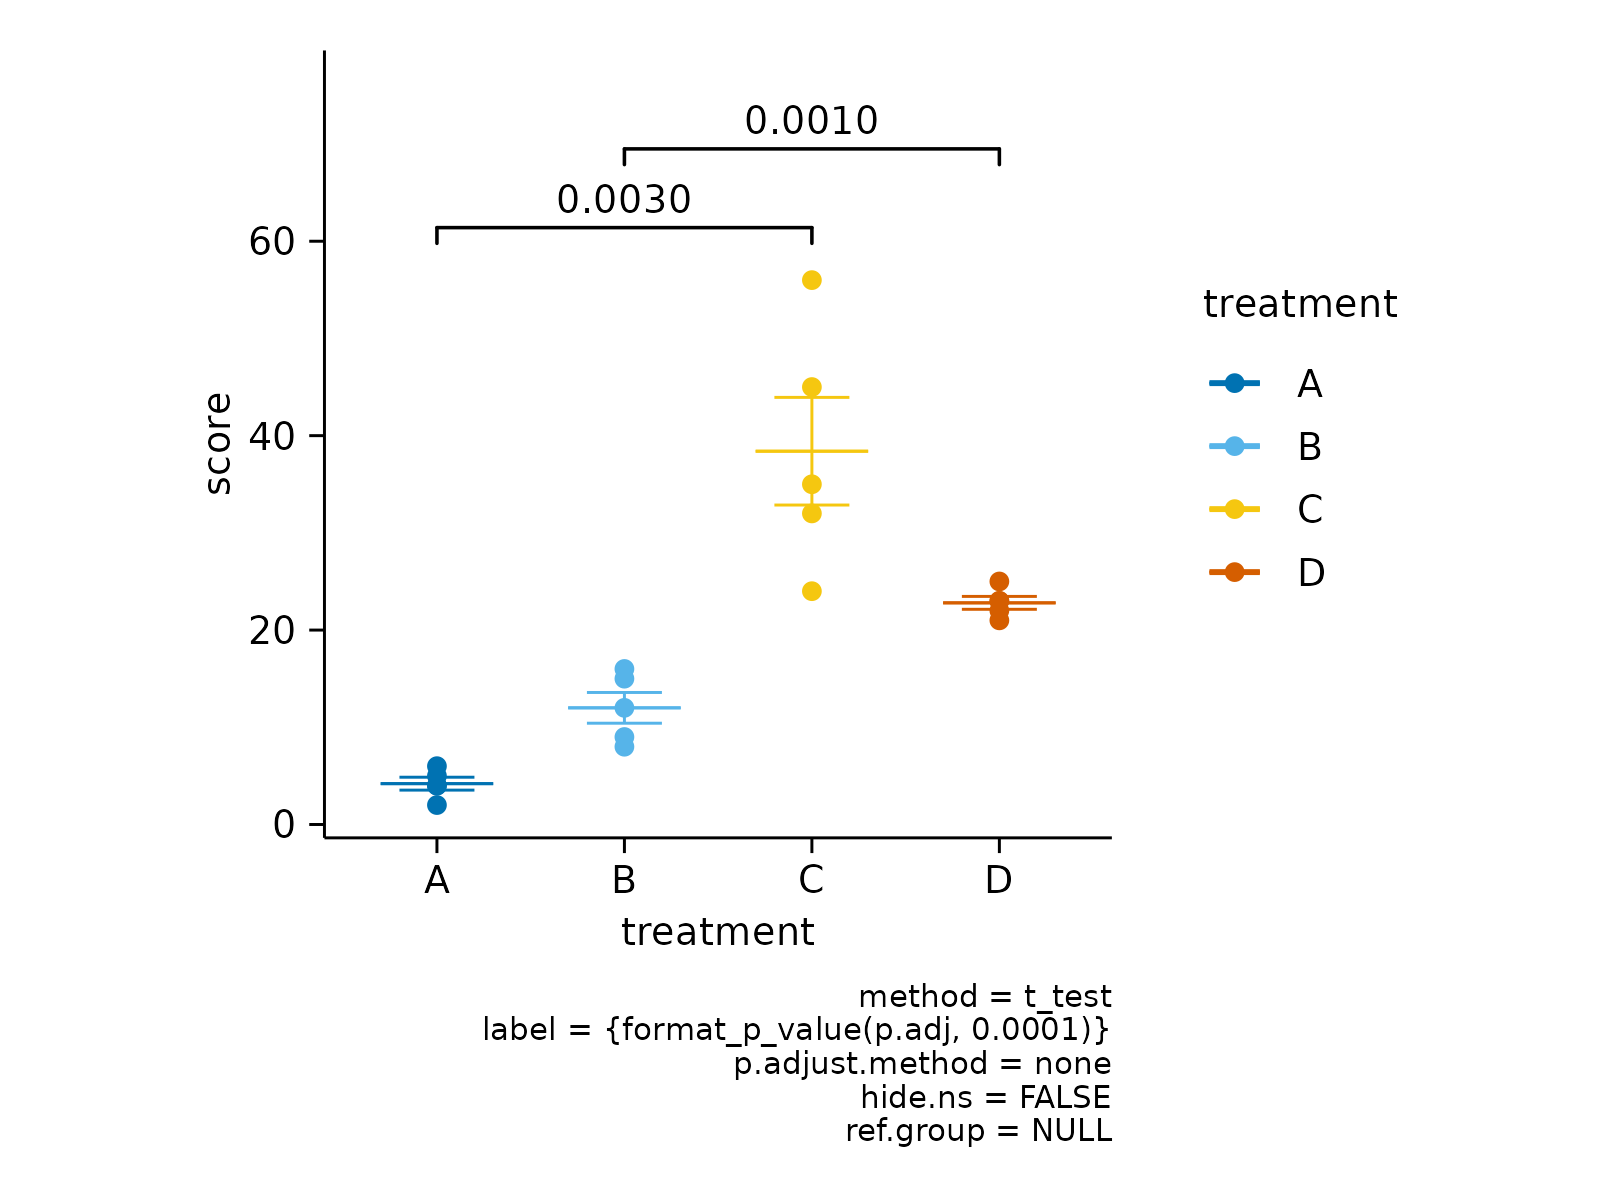 0.0010
0.0030
60
40
20
0
score
A
B
C
D
treatment
treatment
A
B
C
D
method = t_test
label = {format_p_value(p.adj, 0.0001)}
p.adjust.method = none
hide.ns = FALSE
ref.group = NULL